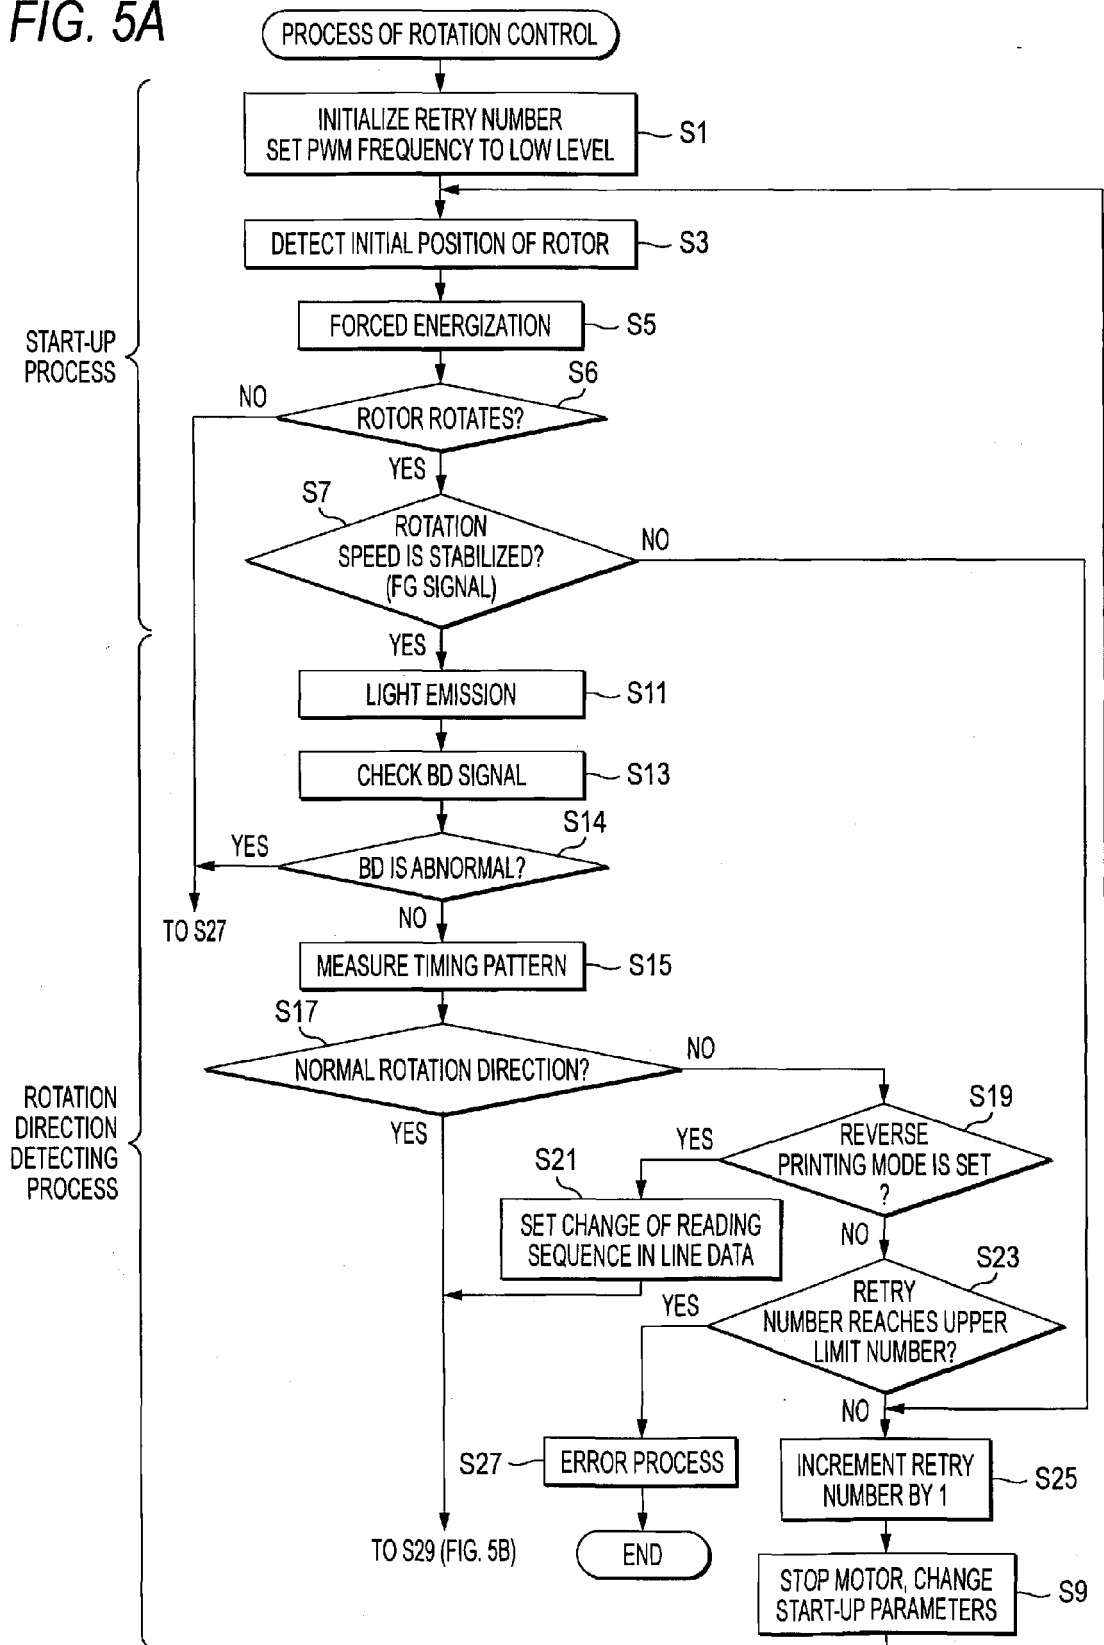 FIG. 5A
PROCESS OF ROTATION CONTROL
INITIALIZE RETRY NUMBER
SET PWM FREQUENCY TO LOW LEVEL
S1
DETECT INITIAL POSITION OF ROTOR
S3
FORCED ENERGIZATION
S5
START-UP
PROCESS
S6
NO
ROTOR ROTATES?
YES
S7
ROTATION
SPEED IS STABILIZED?
(FG SIGNAL)
NO
YES
LIGHT EMISSION
S11
CHECK BD SIGNAL
S13
S14
YES
BD IS ABNORMAL?
NO
TO S27
MEASURE TIMING PATTERN
S15
S17
NORMAL ROTATION DIRECTION?
NO
YES
ROTATION
DIRECTION
DETECTING
PROCESS
S19
REVERSE
PRINTING MODE IS SET
?
YES
NO
S21
SET CHANGE OF READING
SEQUENCE IN LINE DATA
S23
RETRY
NUMBER REACHES UPPER
LIMIT NUMBER?
YES
NO
S27
ERROR PROCESS
INCREMENT RETRY
NUMBER BY 1
S25
TO S29 (FIG. 5B)
END
STOP MOTOR, CHANGE
START-UP PARAMETERS
S9